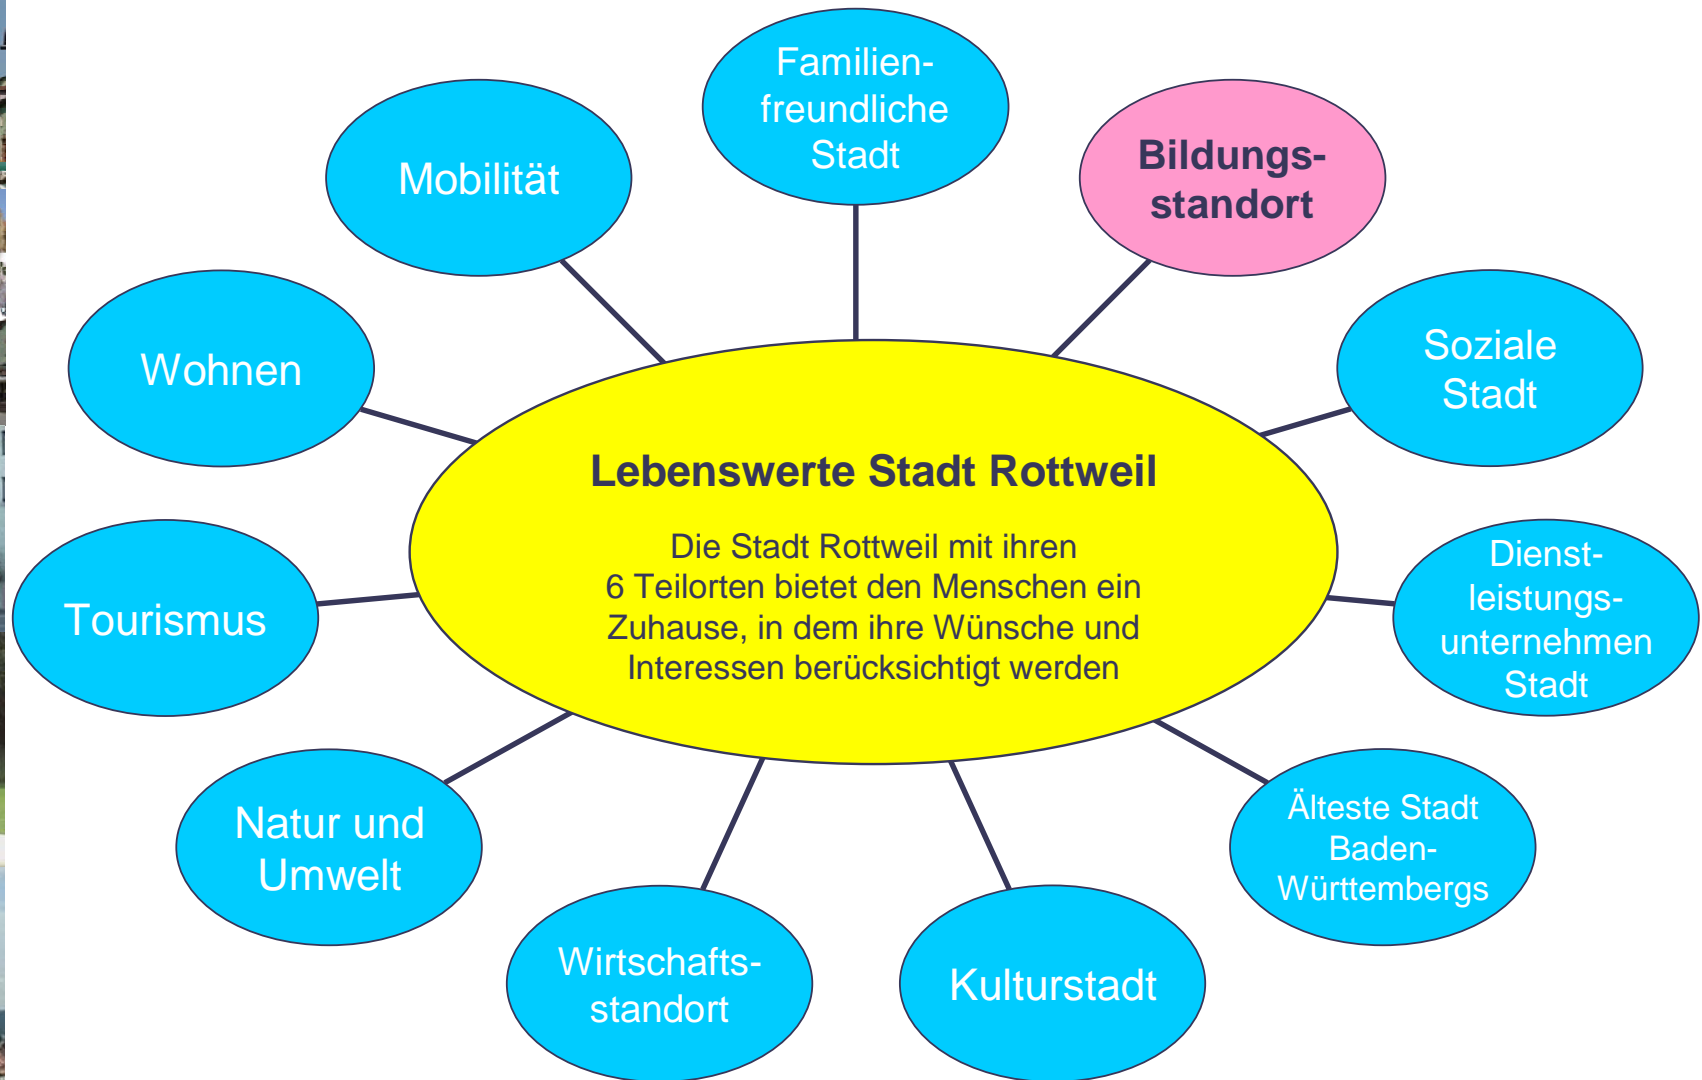 Familien-
freundliche
Stadt
Bildungs-
standort
Mobilität
Soziale
Stadt
Wohnen
Lebenswerte Stadt Rottweil
Die Stadt Rottweil mit ihren
6 Teilorten bietet den Menschen ein
Zuhause, in dem ihre Wünsche und
Interessen berücksichtigt werden
Dienst-
leistungs-
unternehmen
Stadt
Tourismus
Älteste Stadt
Baden-
Württembergs
Natur und
Umwelt
Kulturstadt
Wirtschafts-
standort